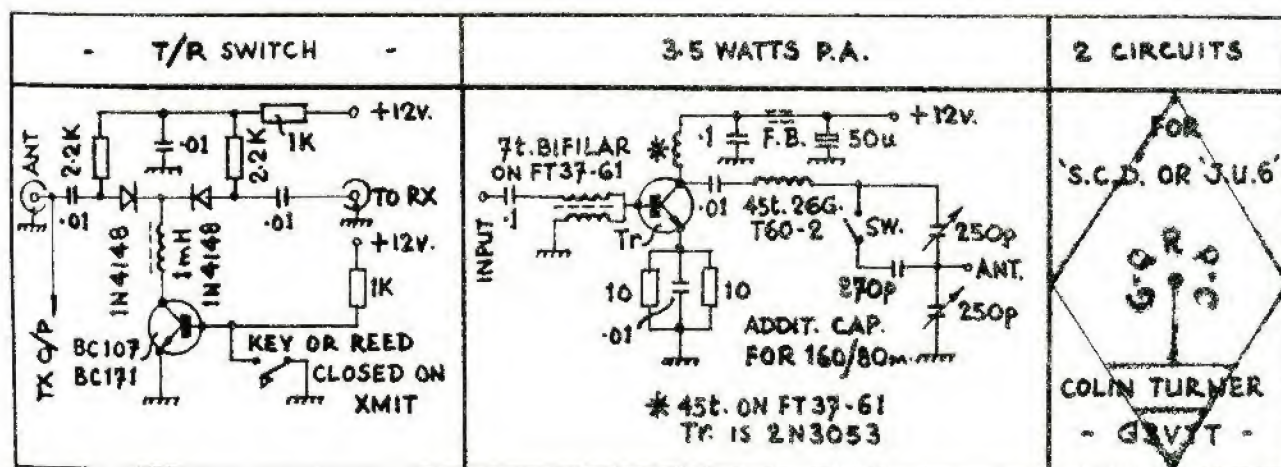 - T/R SWITCH -
ANT
2·2K
·01
·01
2·2K
1K
+12v.
·01
TO RX
1N4148
1mH
1N4148
+12v.
1K
TX O/P
BC107
BC171
KEY OR REED
CLOSED ON
XMIT
3·5 WATTS P.A.
7t. BIFILAR
ON FT37-61
*
·1
F.B.
50u
+12v.
INPUT
·1
Tr
·01
45t. 26G.
T60-2
SW.
250p
270p
ANT.
250p
10
·01
10
ADDIT. CAP.
FOR 160/80m.
* 45t. ON FT37-61
Tr. IS 2N3053
2 CIRCUITS
FOR
'S.C.D. OR 'J.U.6'
G-Q-R-P
COLIN TURNER
- G3VTT -